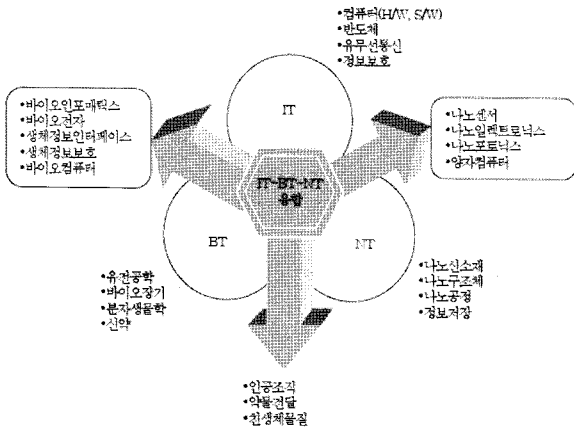 •컴퓨터(H/W, S/W)
•반도체
•유무선통신
•정보보호
IT
•바이오인포매틱스
•바이오전자
•생체정보인터페이스
•생체정보보호
•바이오컴퓨터
•나노센서
•나노일렉트로닉스
•나노포토닉스
•양자컴퓨터
IT-BT-NT
융합
BT
NT
•유전공학
•바이오장기
•분자생물학
•신약
•나노신소재
•나노구조체
•나노공정
•정보저장
•인공조직
•약물전달
•친생체물질